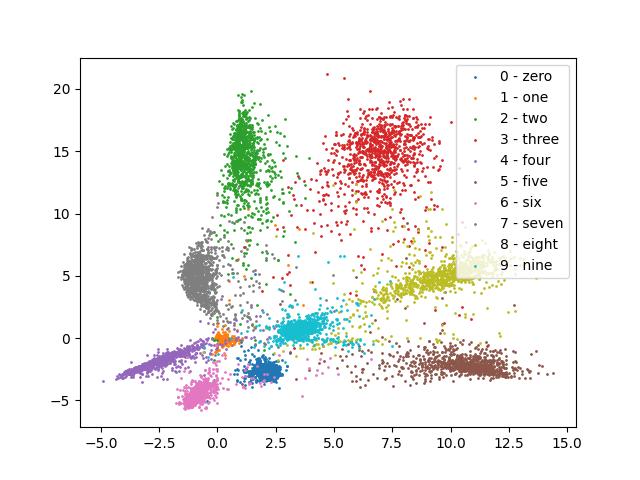 20
15
10
5
0
−5
−5.0 −2.5 0.0 2.5 5.0 7.5 10.0 12.5 15.0
0 - zero
1 - one
2 - two
3 - three
4 - four
5 - five
6 - six
7 - seven
8 - eight
9 - nine